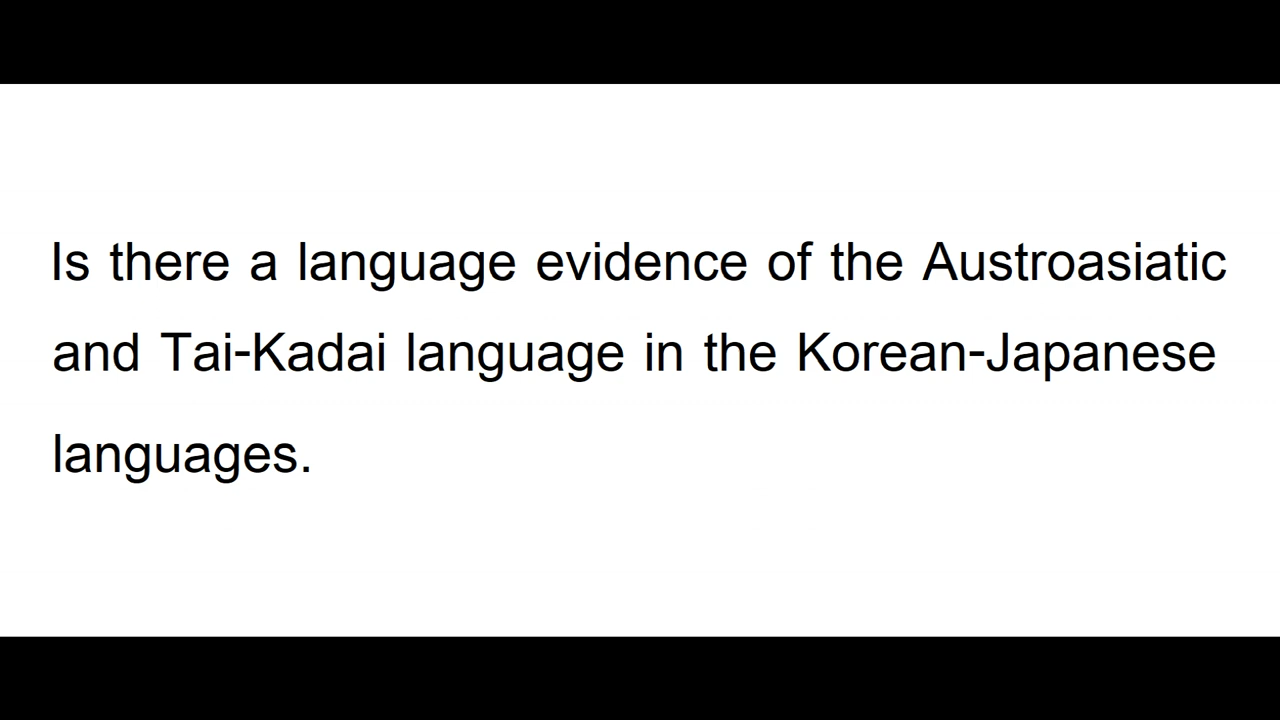 Is there a language evidence of the Austroasiatic
and Tai-Kadai language in the Korean-Japanese
languages.